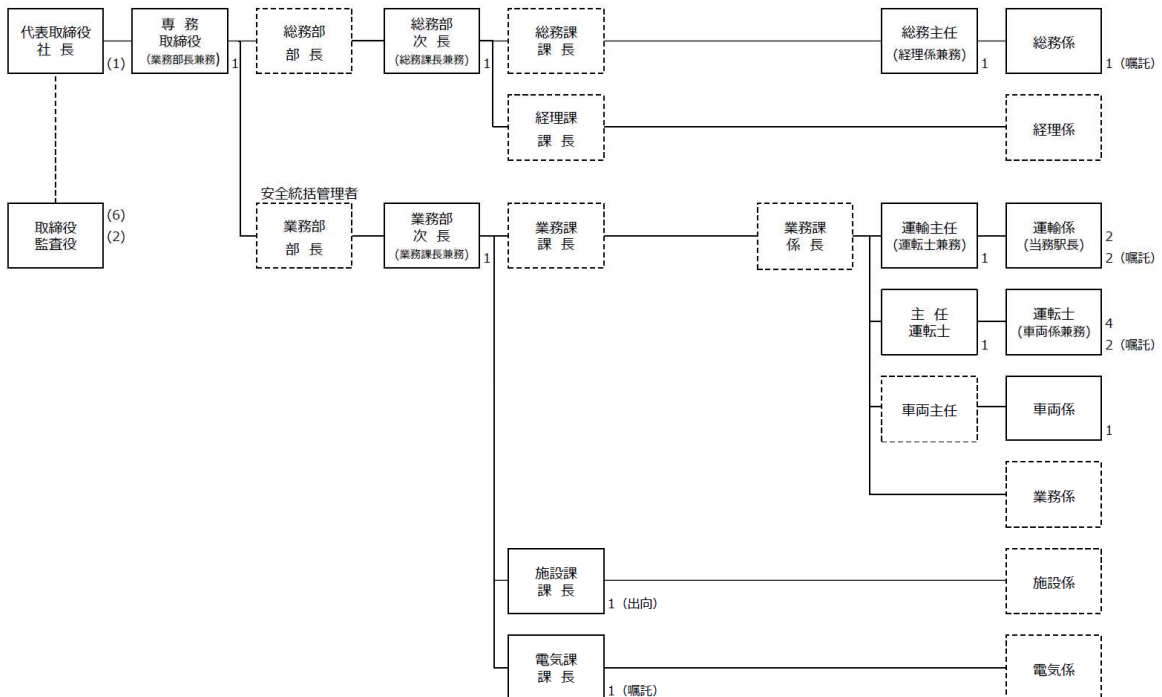 代表取締役
社 長
(1)
専 務
取締役
(業務部長兼務)
1
総務部
部 長
総務部
次 長
(総務課長兼務)
1
総務課
課 長
総務主任
(経理係兼務)
1
総務係
1 (嘱託)
経理課
課 長
経理係
取締役
監査役
(6)
(2)
安全統括管理者
業務部
部 長
業務部
次 長
(業務課長兼務)
1
業務課
課 長
業務課
係 長
運輸主任
(運転士兼務)
1
運輸係
(当務駅長)
2
2 (嘱託)
主 任
運転士
1
運転士
(車両係兼務)
4
2 (嘱託)
車両主任
車両係
1
業務係
施設課
課 長
1 (出向)
施設係
電気課
課 長
1 (嘱託)
電気係